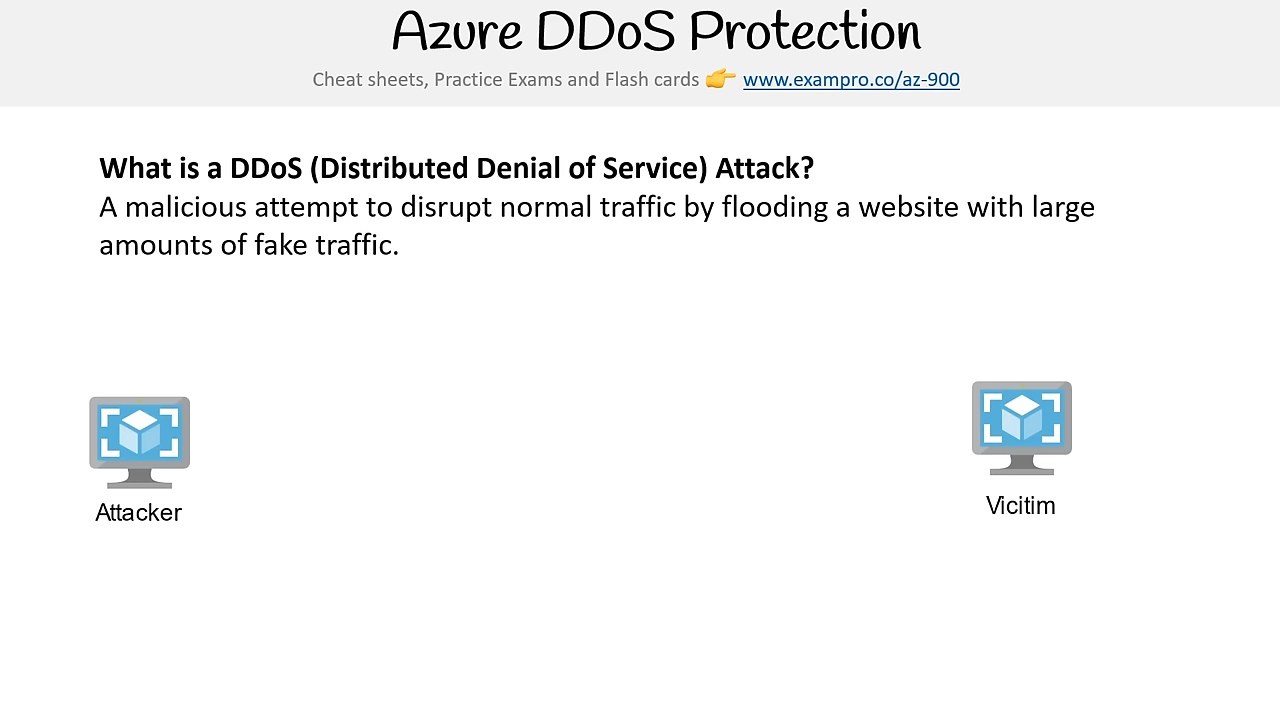 Azure DDoS Protection
Cheat sheets, Practice Exams and Flash cards 👉 www.exampro.co/az-900
What is a DDoS (Distributed Denial of Service) Attack?
A malicious attempt to disrupt normal traffic by flooding a website with large
amounts of fake traffic.
Attacker
Vicitim